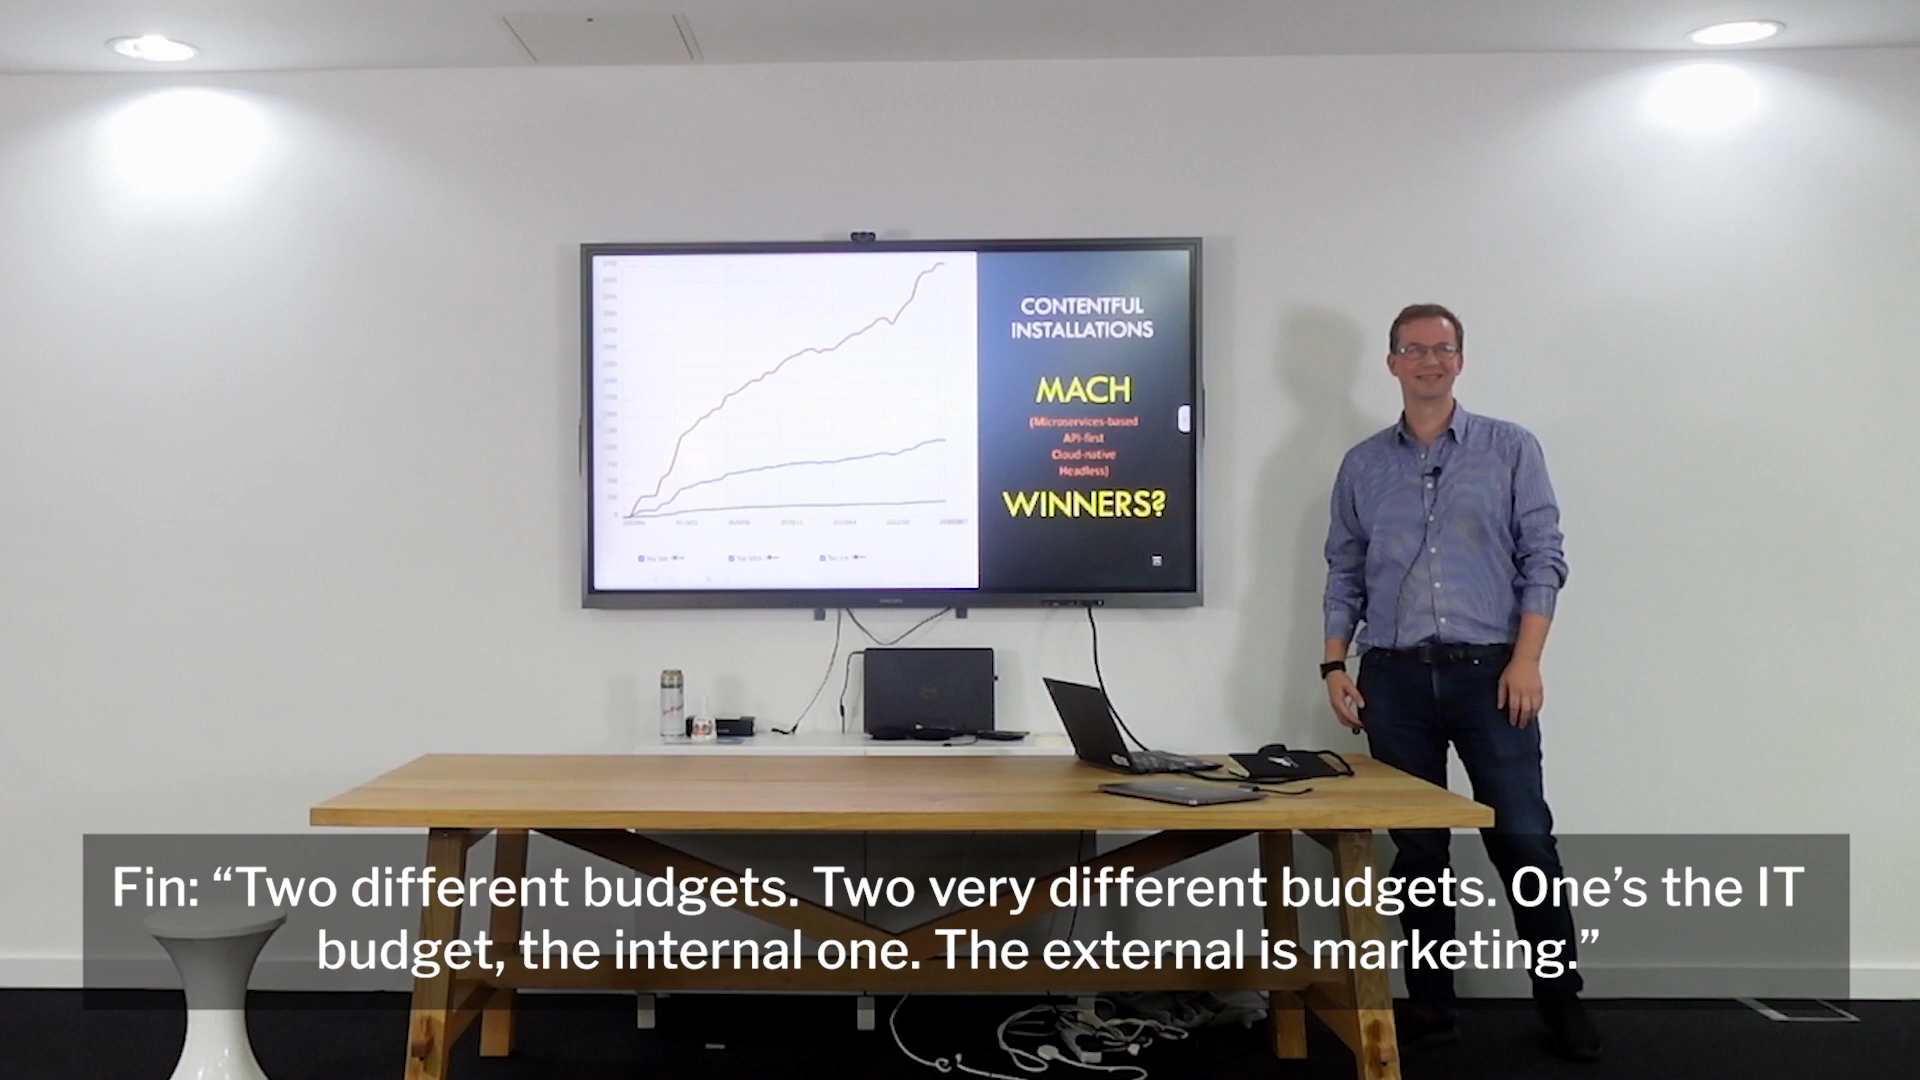 CONTENTFUL
INSTALLATIONS
MACH
(Microservices-based
API-first
Cloud-native
Headless)
WINNERS?
Fin: “Two different budgets. Two very different budgets. One’s the IT
budget, the internal one. The external is marketing.”